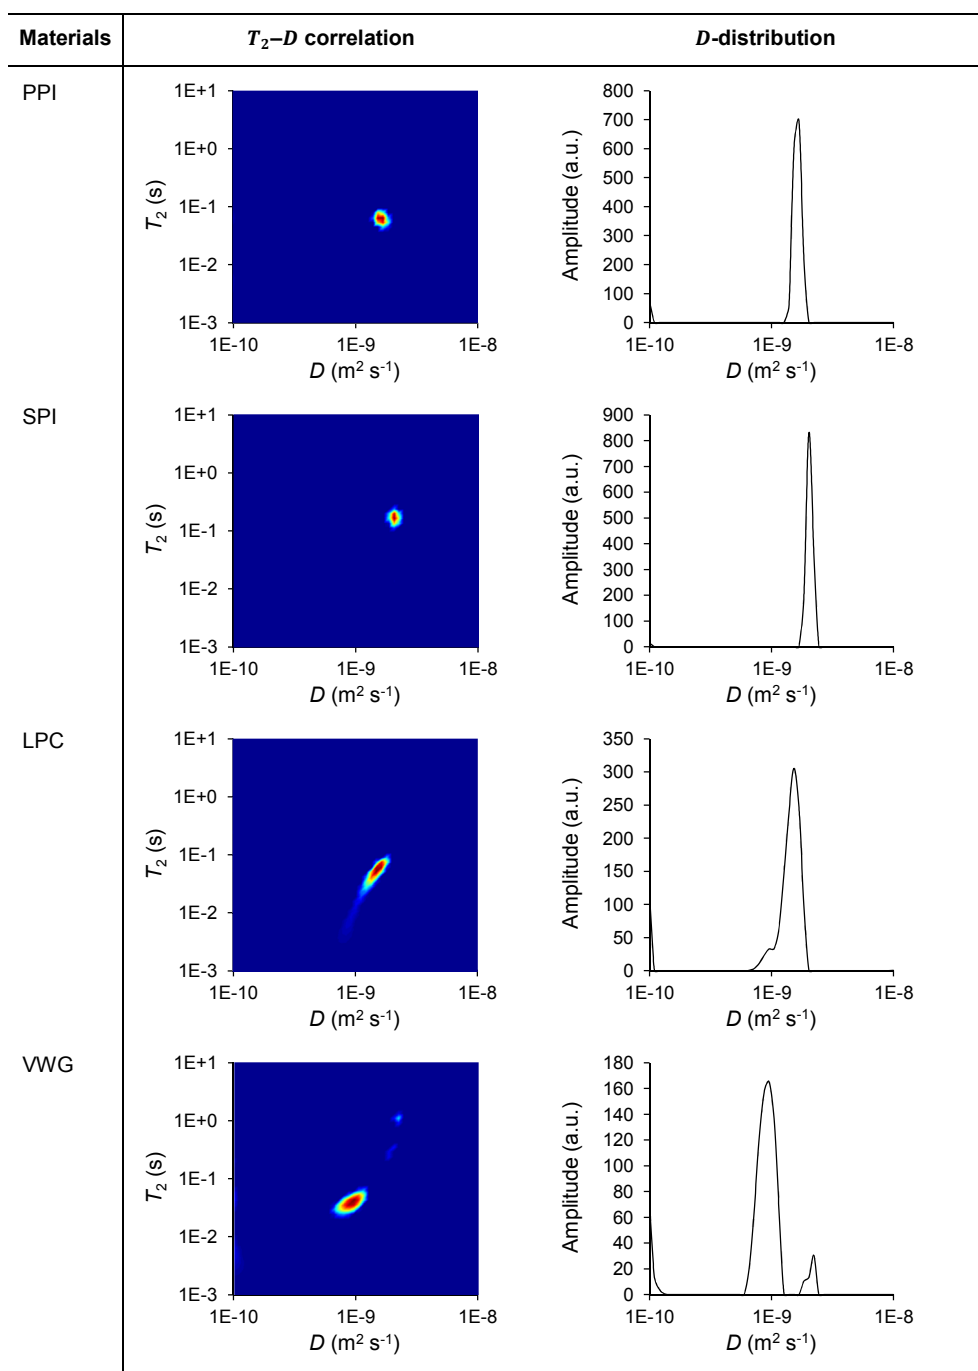 Materials T₂–D correlation D-distribution
PPI
1E+1
1E+0
1E-1
1E-2
1E-3
T₂ (s)
1E-10 1E-9 1E-8
D (m² s⁻¹)
800
700
600
500
400
300
200
100
0
Amplitude (a.u.)
1E-10 1E-9 1E-8
D (m² s⁻¹)
SPI
1E+1
1E+0
1E-1
1E-2
1E-3
T₂ (s)
1E-10 1E-9 1E-8
D (m² s⁻¹)
900
800
700
600
500
400
300
200
100
0
Amplitude (a.u.)
1E-10 1E-9 1E-8
D (m² s⁻¹)
LPC
1E+1
1E+0
1E-1
1E-2
1E-3
T₂ (s)
1E-10 1E-9 1E-8
D (m² s⁻¹)
350
300
250
200
150
100
50
0
Amplitude (a.u.)
1E-10 1E-9 1E-8
D (m² s⁻¹)
VWG
1E+1
1E+0
1E-1
1E-2
1E-3
T₂ (s)
1E-10 1E-9 1E-8
D (m² s⁻¹)
180
160
140
120
100
80
60
40
20
0
Amplitude (a.u.)
1E-10 1E-9 1E-8
D (m² s⁻¹)